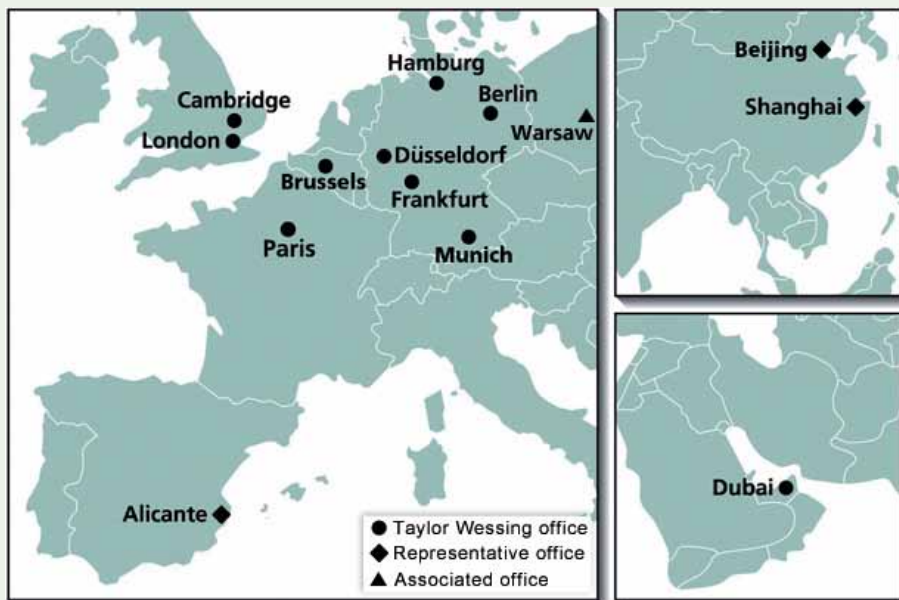 Hamburg
Berlin
Cambridge
Warsaw
London
Düsseldorf
Brussels
Frankfurt
Paris
Munich
Alicante
Taylor Wessing office
Representative office
Associated office
Beijing
Shanghai
Dubai